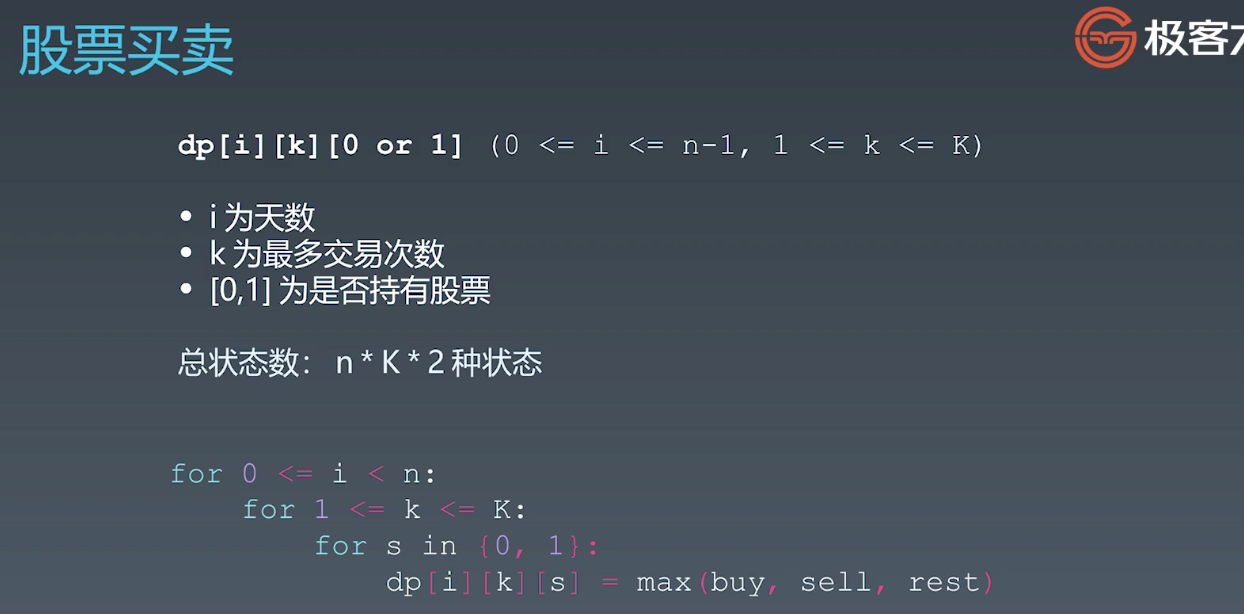 股票买卖
极客
dp[i][k][0 or 1] (0 <= i <= n-1, 1 <= k <= K)
• i 为天数
• k 为最多交易次数
• [0,1] 为是否持有股票
总状态数: n * K * 2 种状态
for 0 <= i < n:
for 1 <= k <= K:
for s in {0, 1}:
dp[i][k][s] = max(buy, sell, rest)